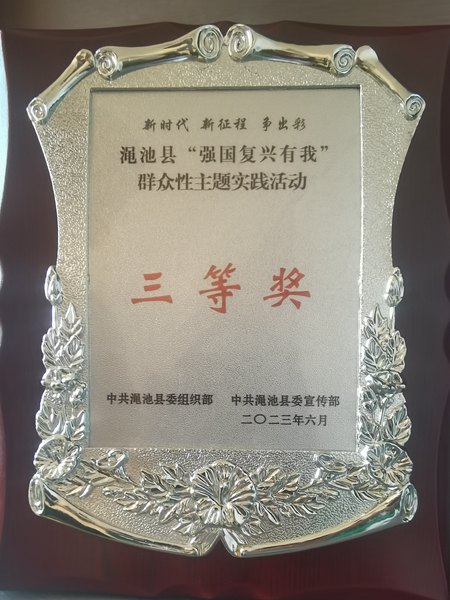 新时代 新征程 争出彩
渑池县“强国复兴有我”
群众性主题实践活动
三等奖
中共渑池县委组织部 中共渑池县委宣传部
二〇二三年六月